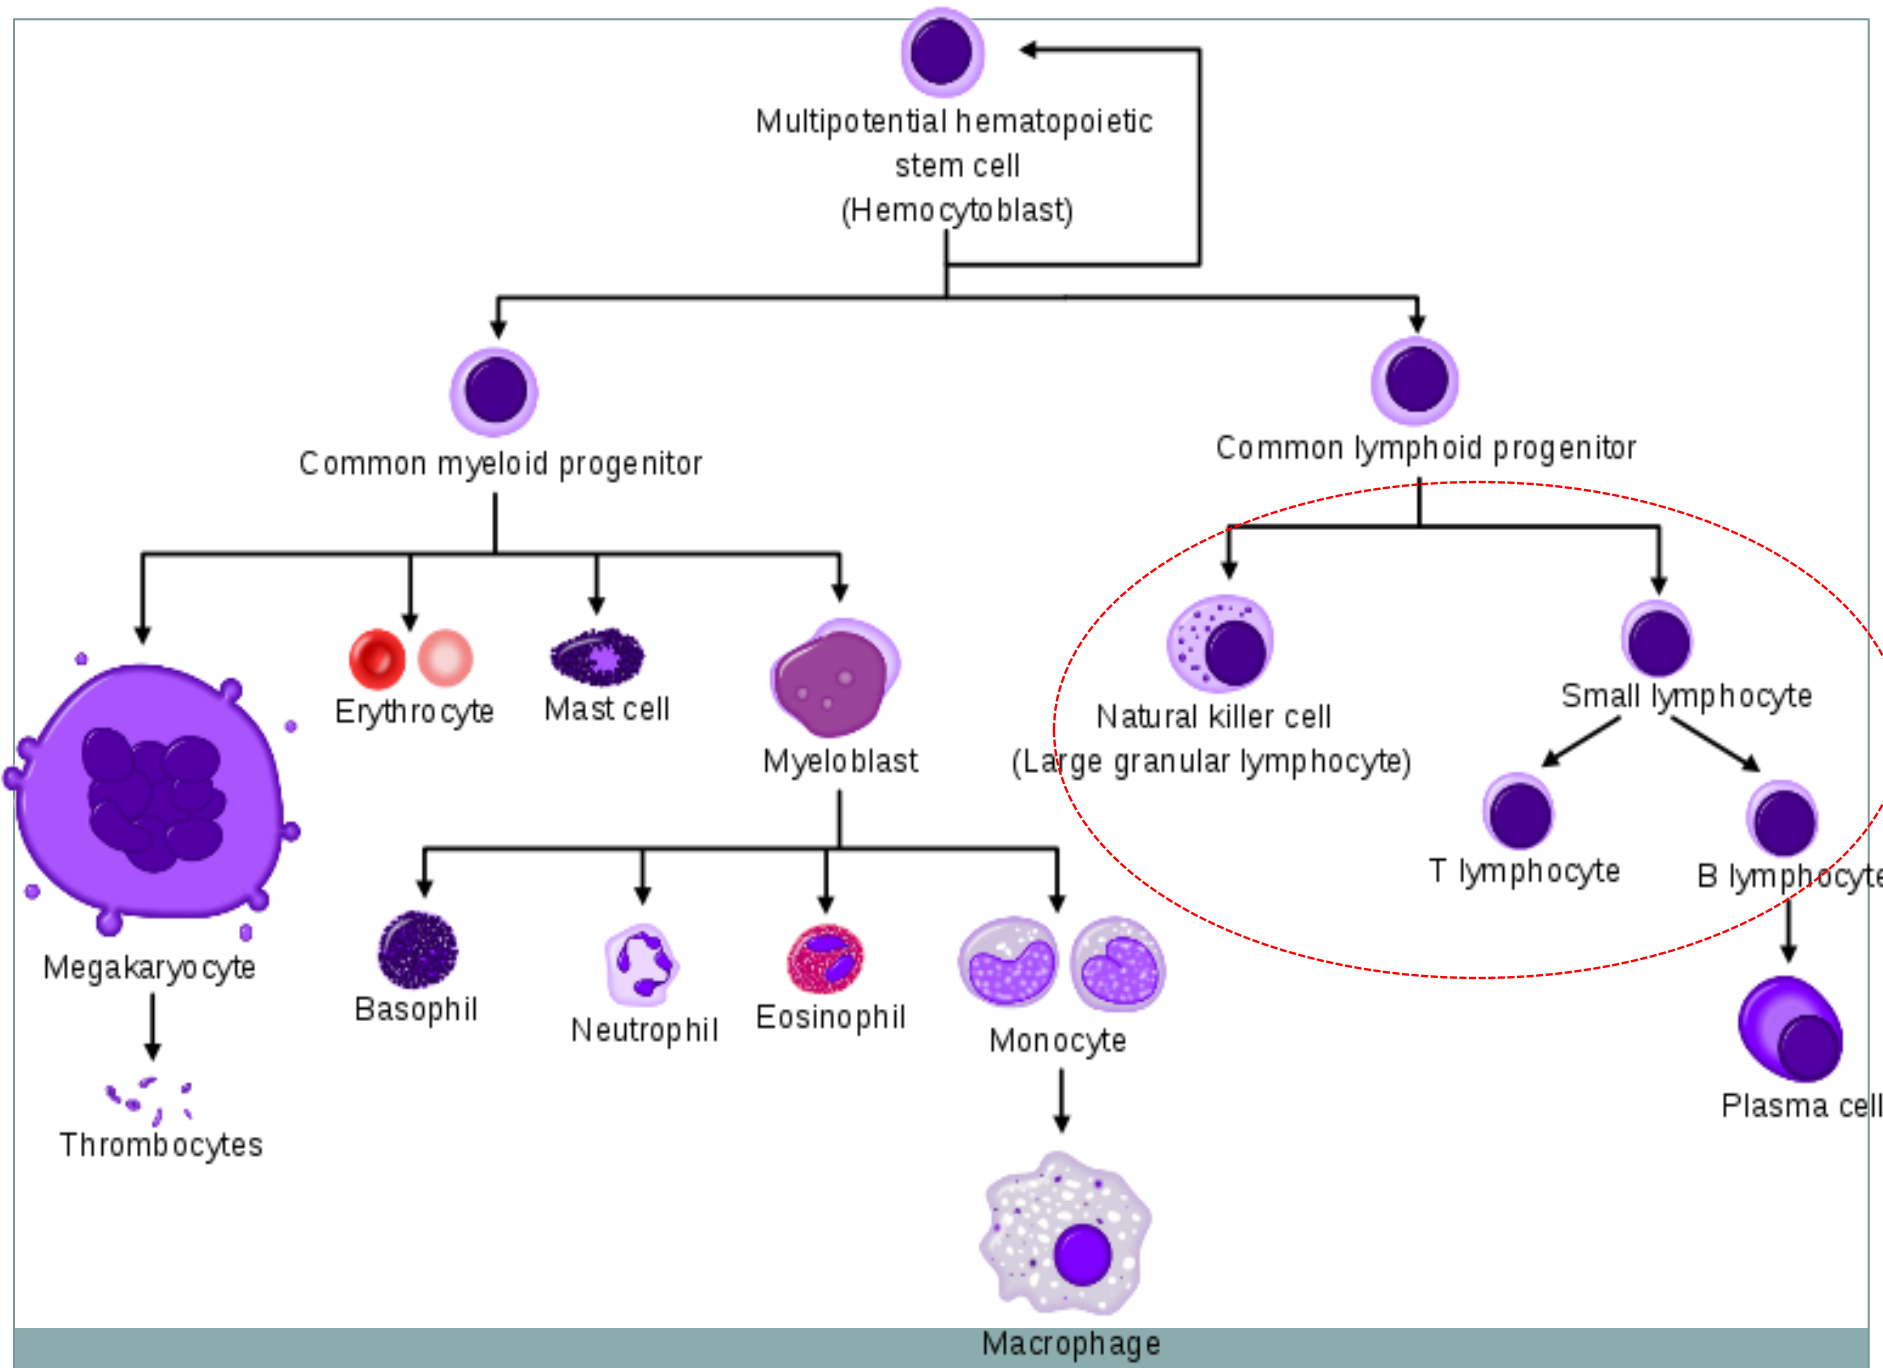 Multipotential hematopoietic
stem cell
(Hemocytoblast)
Common myeloid progenitor
Common lymphoid progenitor
Erythrocyte
Mast cell
Myeloblast
Natural killer cell
(Large granular lymphocyte)
Small lymphocyte
T lymphocyte
B lymphocyte
Megakaryocyte
Basophil
Neutrophil
Eosinophil
Monocyte
Plasma cell
Thrombocytes
Macrophage